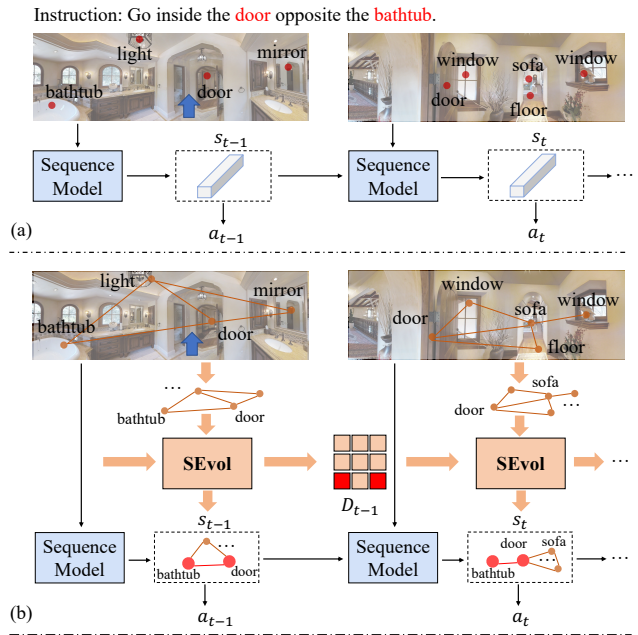 Instruction: Go inside the door opposite the bathtub.
light
mirror
bathtub
door
window
sofa
window
door
floor
s_{t-1}
s_t
Sequence
Model
Sequence
Model
...
(a)
a_{t-1}
a_t
light
mirror
bathtub
door
window
sofa
window
door
floor
...
bathtub
door
sofa
door
...
SEvol
SEvol
...
D_{t-1}
s_{t-1}
s_t
Sequence
Model
...
bathtub
door
Sequence
Model
door
sofa
...
bathtub
...
(b)
a_{t-1}
a_t